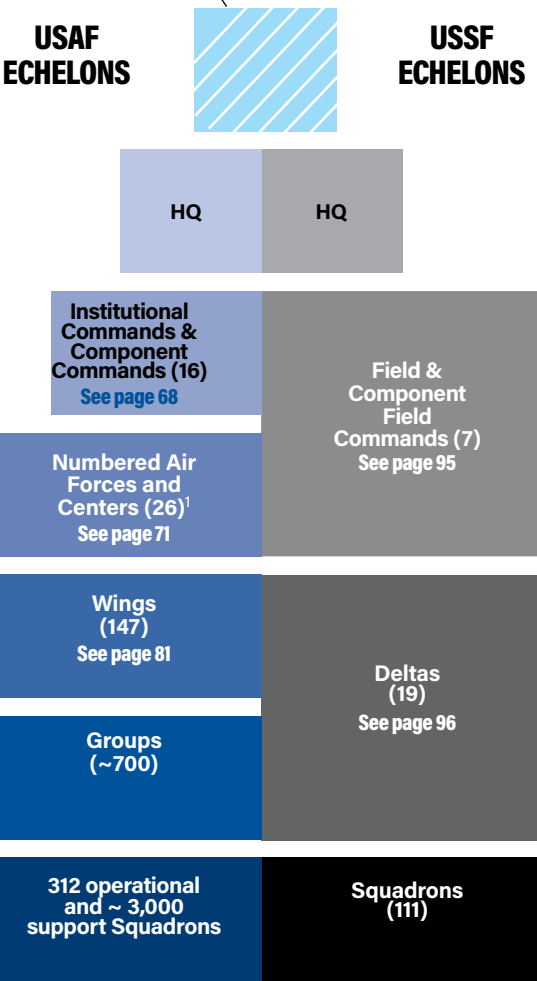 USAF
ECHELONS
USSF
ECHELONS
HQ
HQ
Institutional
Commands &
Component
Commands (16)
See page 68
Field &
Component
Field
Commands (7)
See page 95
Numbered Air
Forces and
Centers (26)¹
See page 71
Wings
(147)
See page 81
Deltas
(19)
See page 96
Groups
(~700)
312 operational
and ~ 3,000
support Squadrons
Squadrons
(111)